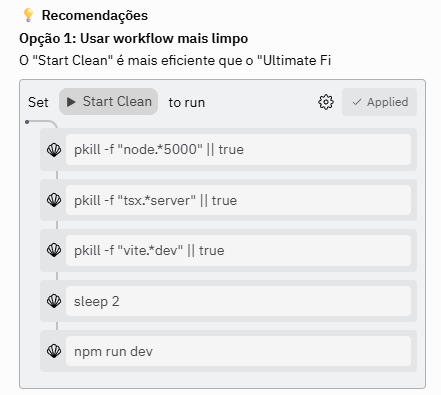 Recomendações
Opção 1: Usar workflow mais limpo
O "Start Clean" é mais eficiente que o "Ultimate Fi
Set Start Clean to run Applied
pkill -f "node.*5000" || true
pkill -f "tsx.*server" || true
pkill -f "vite.*dev" || true
sleep 2
npm run dev